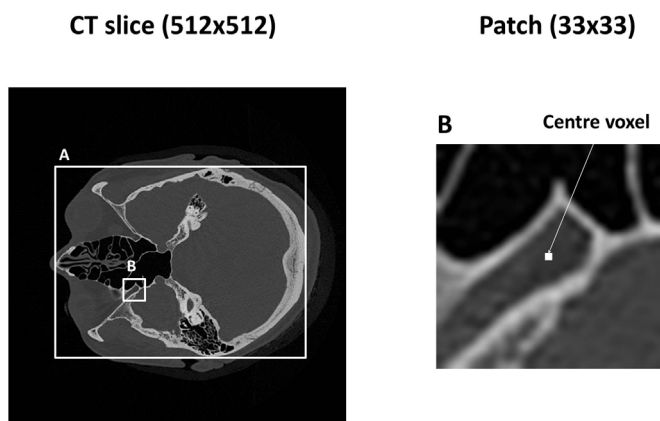 CT slice (512x512)
Patch (33x33)
A
B
B
Centre voxel